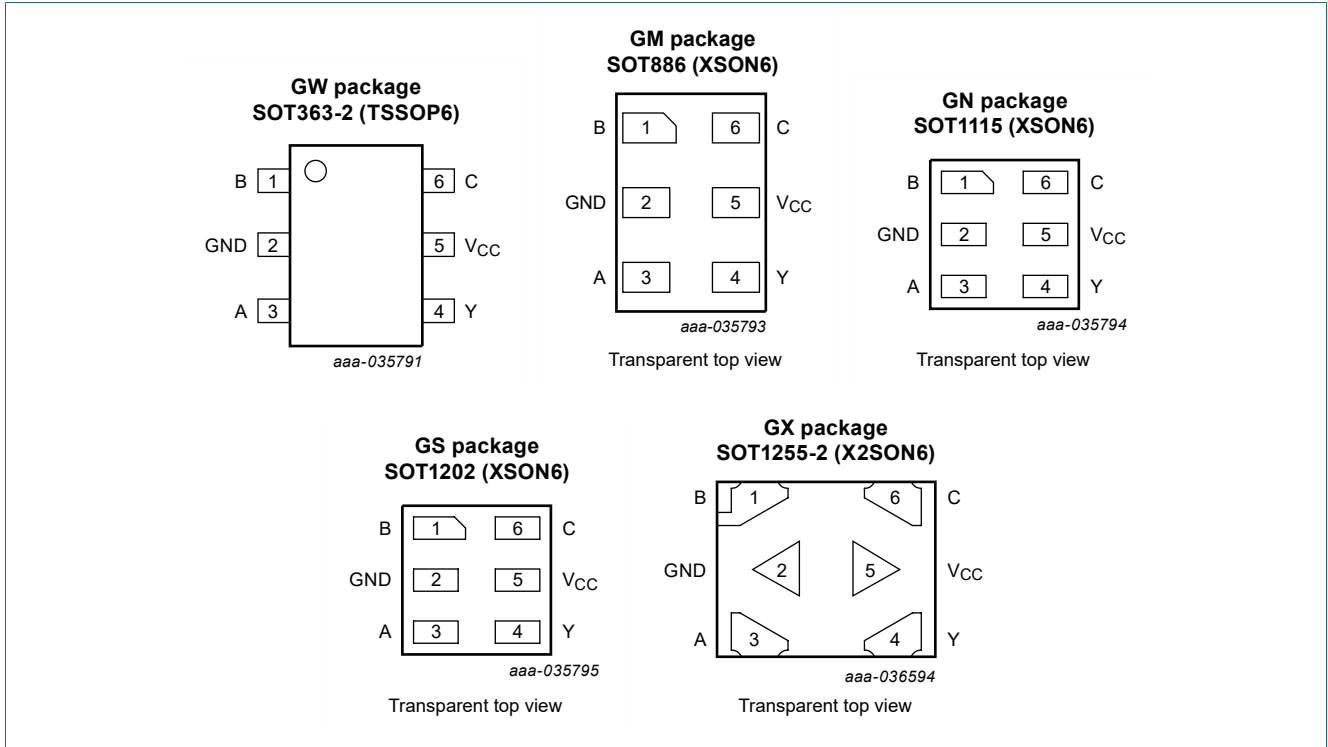 GW package
SOT363-2 (TSSOP6)
B 1 6 C
GND 2 5 VCC
A 3 4 Y
aaa-035791
GM package
SOT886 (XSON6)
B 1 6 C
GND 2 5 VCC
A 3 4 Y
aaa-035793
Transparent top view
GN package
SOT1115 (XSON6)
B 1 6 C
GND 2 5 VCC
A 3 4 Y
aaa-035794
Transparent top view
GS package
SOT1202 (XSON6)
B 1 6 C
GND 2 5 VCC
A 3 4 Y
aaa-035795
Transparent top view
GX package
SOT1255-2 (X2SON6)
B 1 6 C
GND 2 5 VCC
A 3 4 Y
aaa-036594
Transparent top view